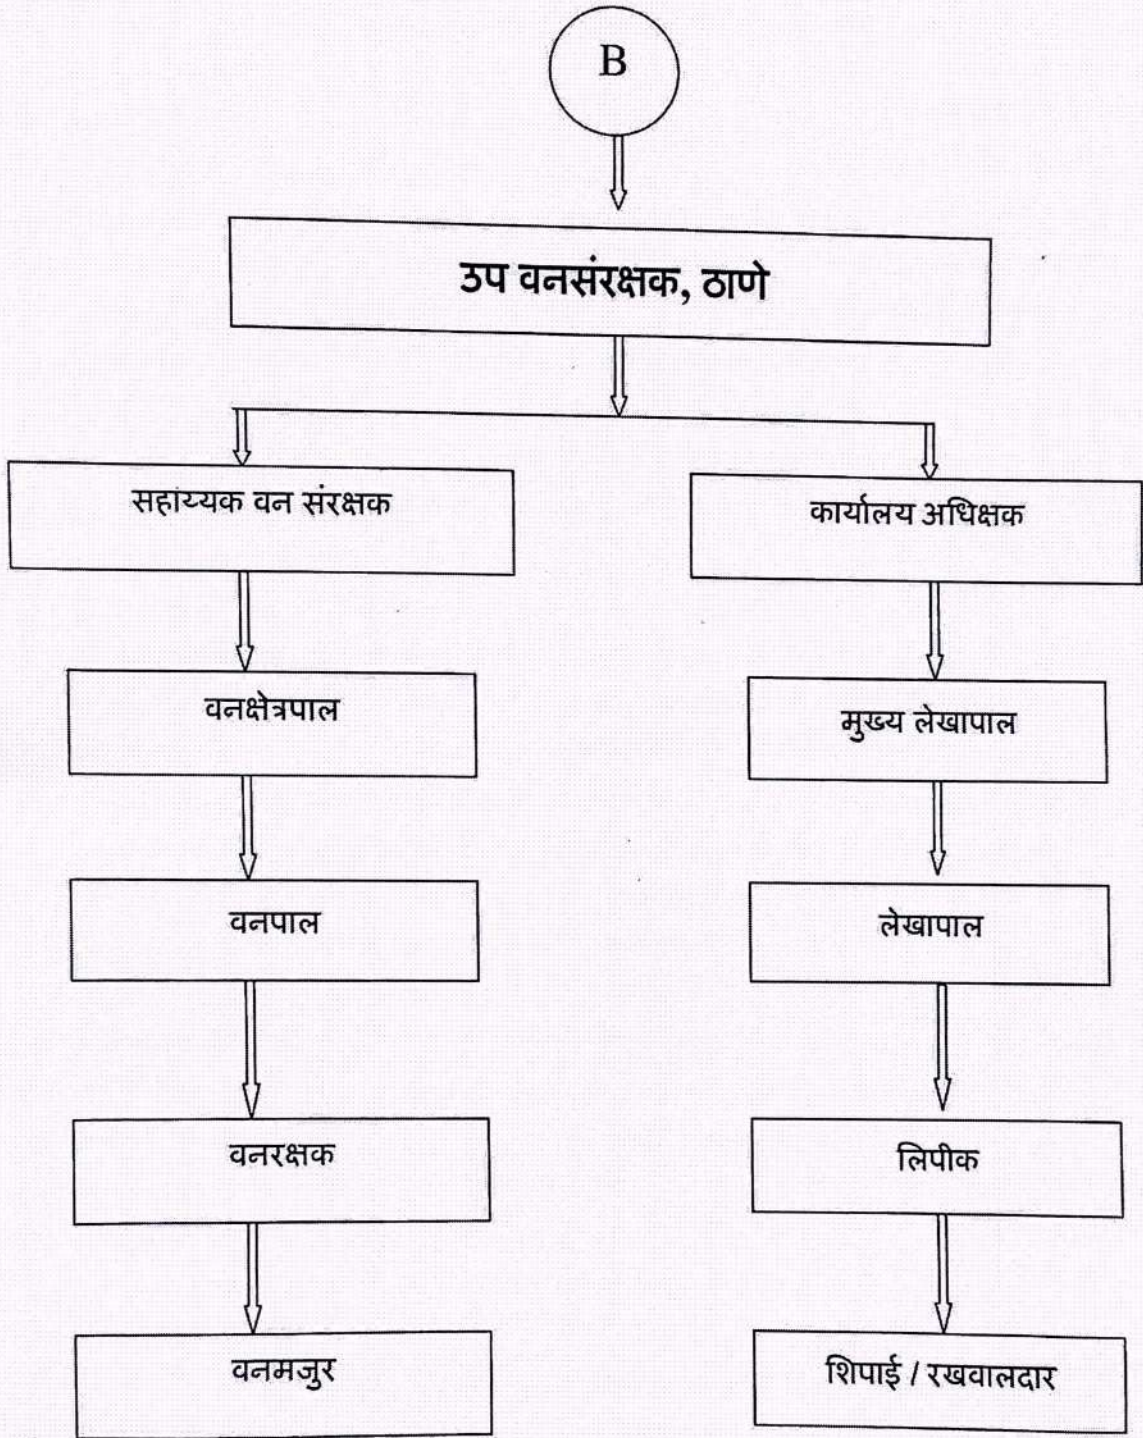 B
उप वनसंरक्षक, ठाणे
सहांय्यक वन संरक्षक
कार्यालय अधिक्षक
वनक्षेत्रपाल
मुख्य लेखापाल
वनपाल
लेखापाल
वनरक्षक
लिपीक
वनमजुर
शिपाई / रखवालदार